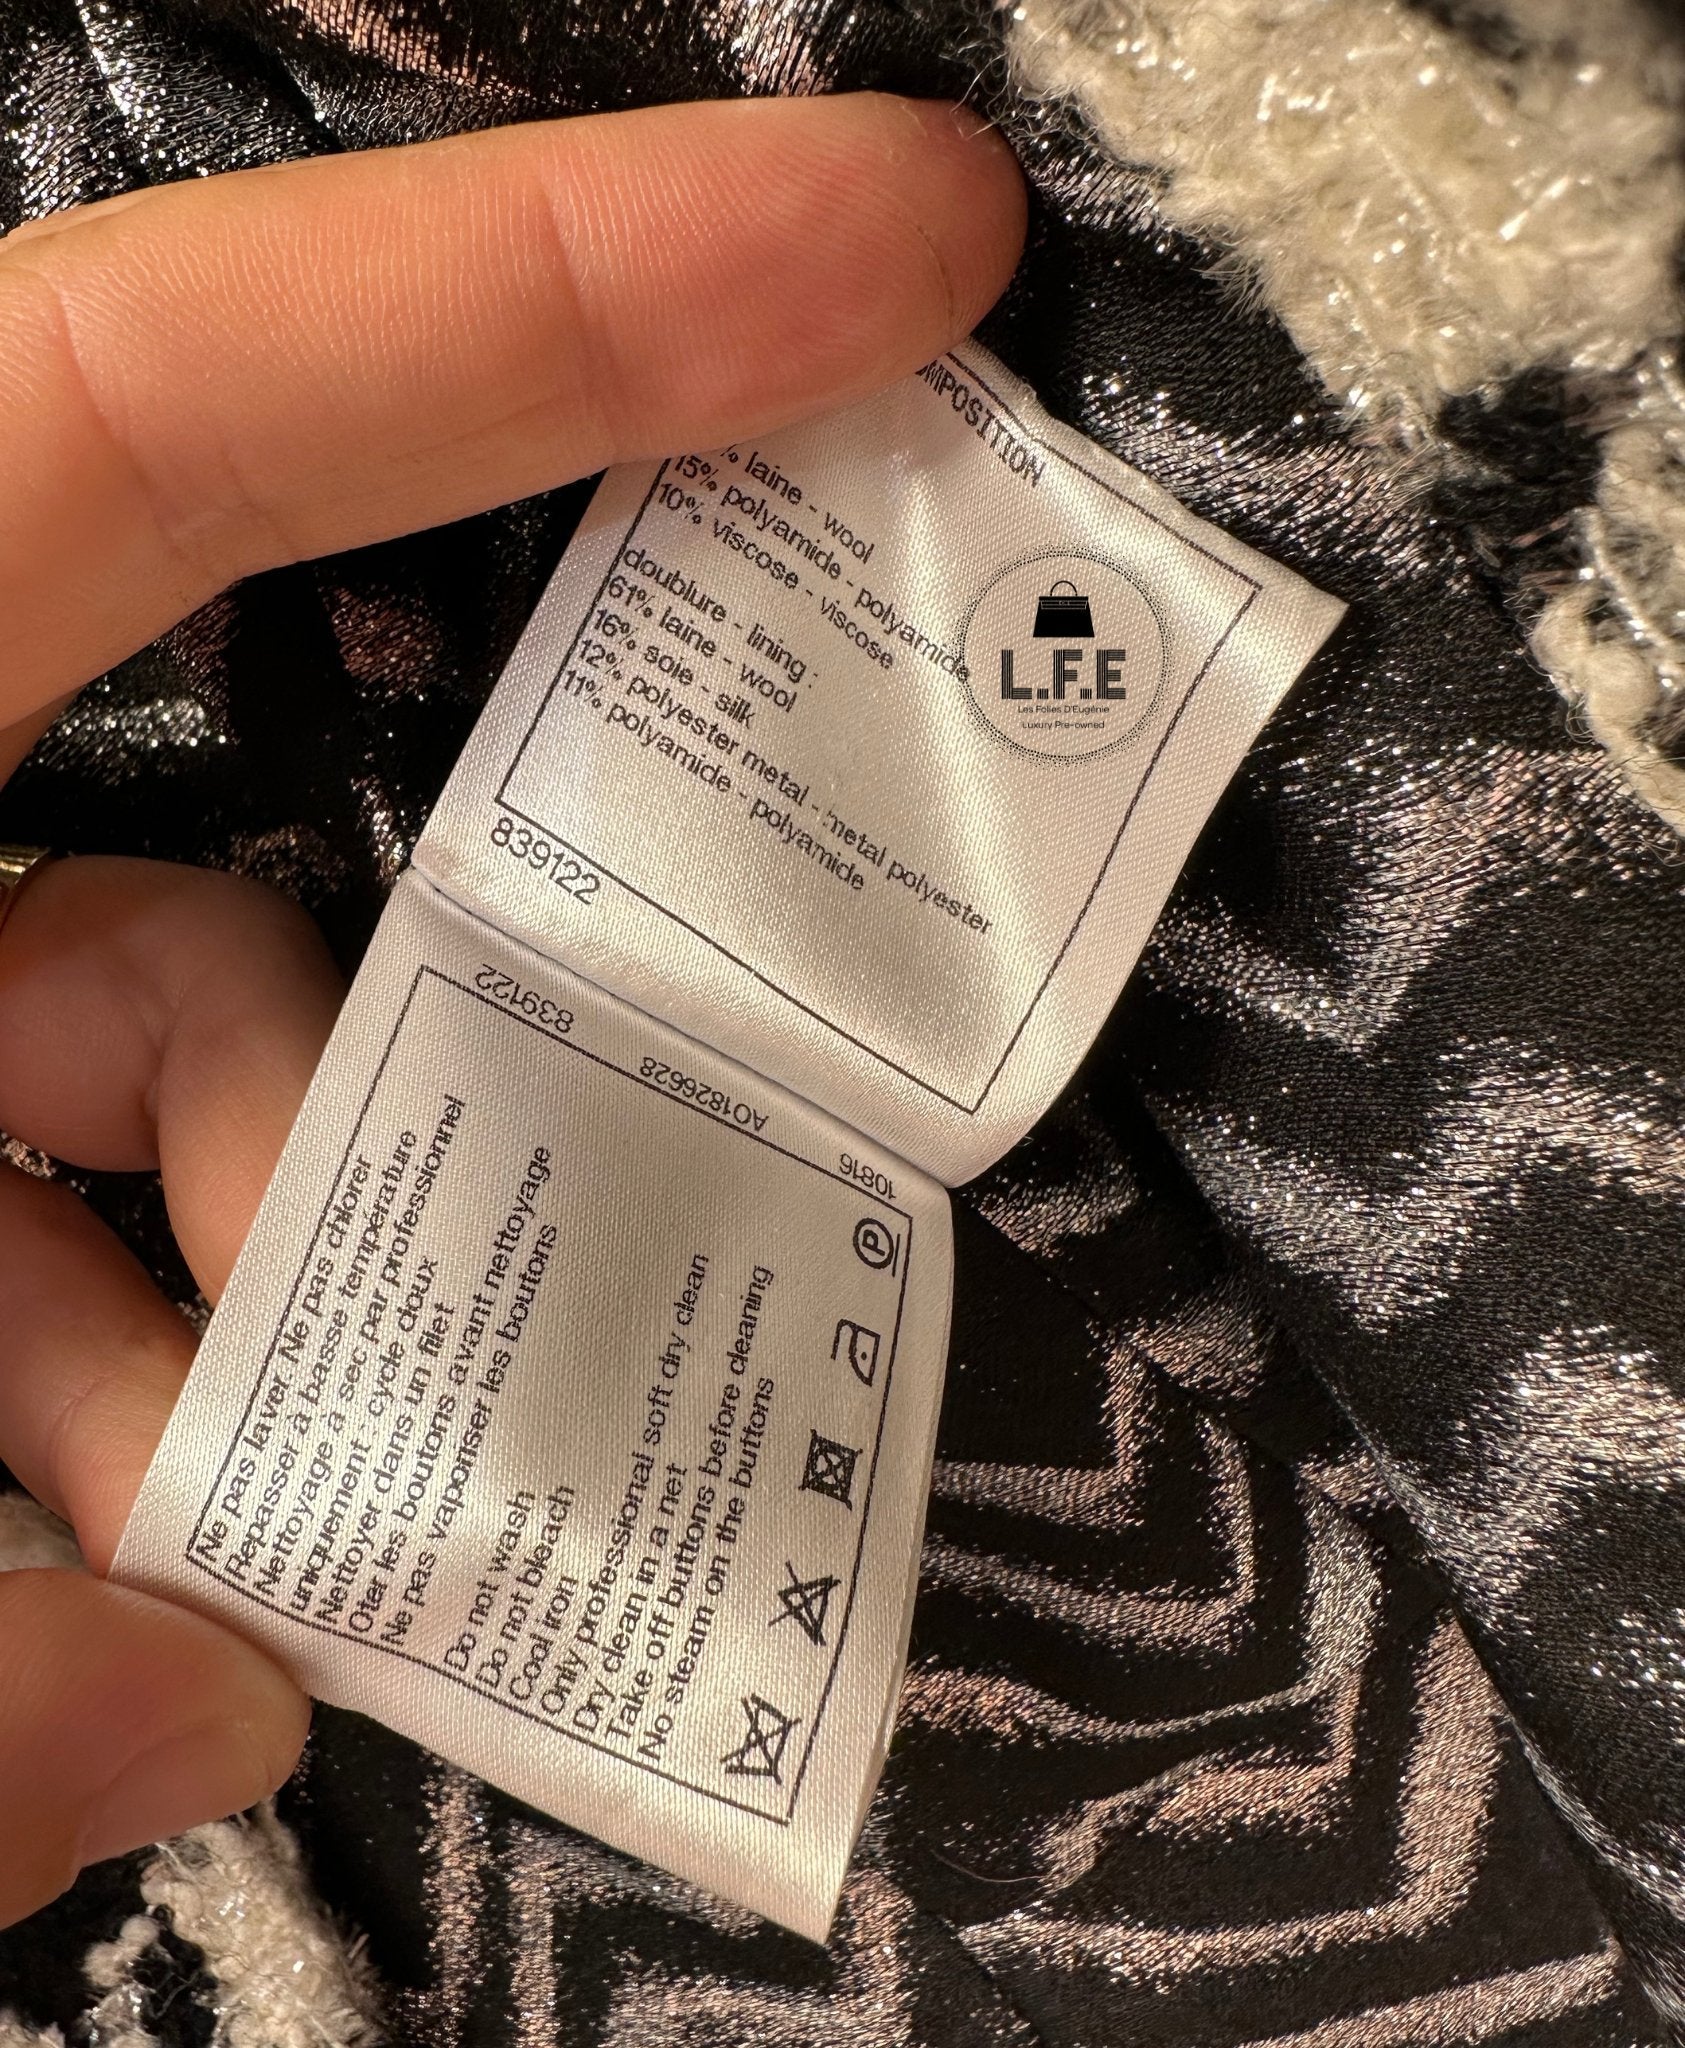 COMPOSITION
% laine - wool
15% polyamide - polyamide
10% viscose - viscose
doublure - lining :
61% laine - wool
16% soie - silk
12% polyester metal - metal polyester
11% polyamide - polyamide
839122
L.F.E
Les Folies D'Eugénie
Luxury Pre-owned
839122
A01826628
10816
Ne pas laver. Ne pas chlorer
Repasser à basse température
Nettoyage à sec par professionnel
uniquement : cycle doux
Nettoyer dans un filet
Oter les boutons avant nettoyage
Ne pas vaporiser les boutons
Do not wash
Do not bleach
Cool iron
Only professional soft dry clean
Dry clean in a net
Take off buttons before cleaning
No steam on the buttons
P